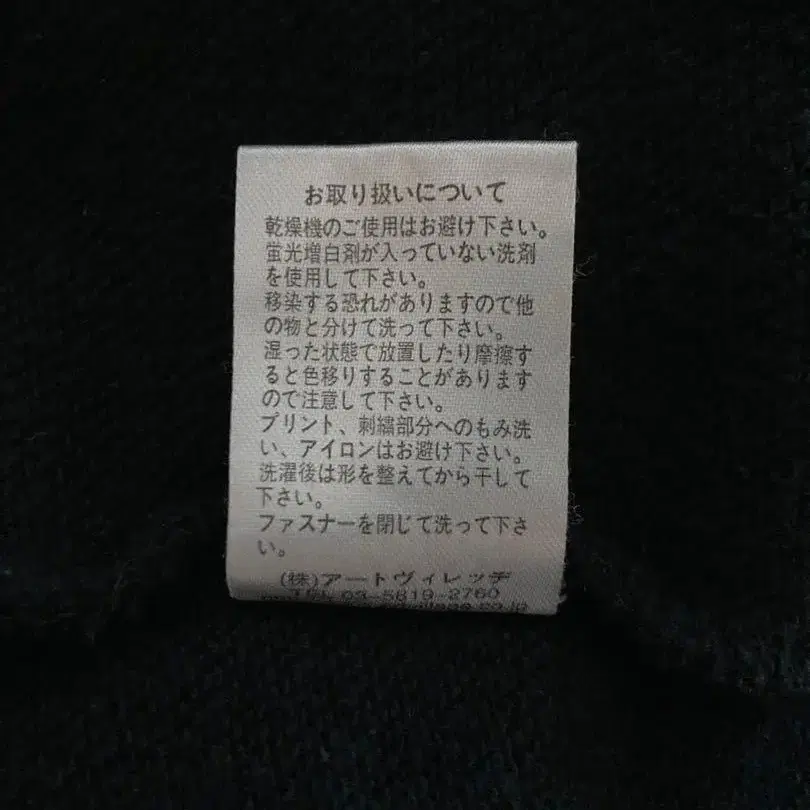 お取り扱いについて
乾燥機のご使用はお避け下さい。
蛍光増白剤が入っていない洗剤
を使用して下さい。
移染する恐れがありますので他
の物と分けて洗って下さい。
湿った状態で放置したり摩擦す
ると色移りすることがあります
ので注意して下さい。
プリント、刺繍部分へのもみ洗
い、アイロンはお避け下さい。
洗濯後は形を整えてから干して
下さい。
ファスナーを閉じて洗って下さ
い。
(株)アートヴィレッヂ
TEL 03-5819-2760